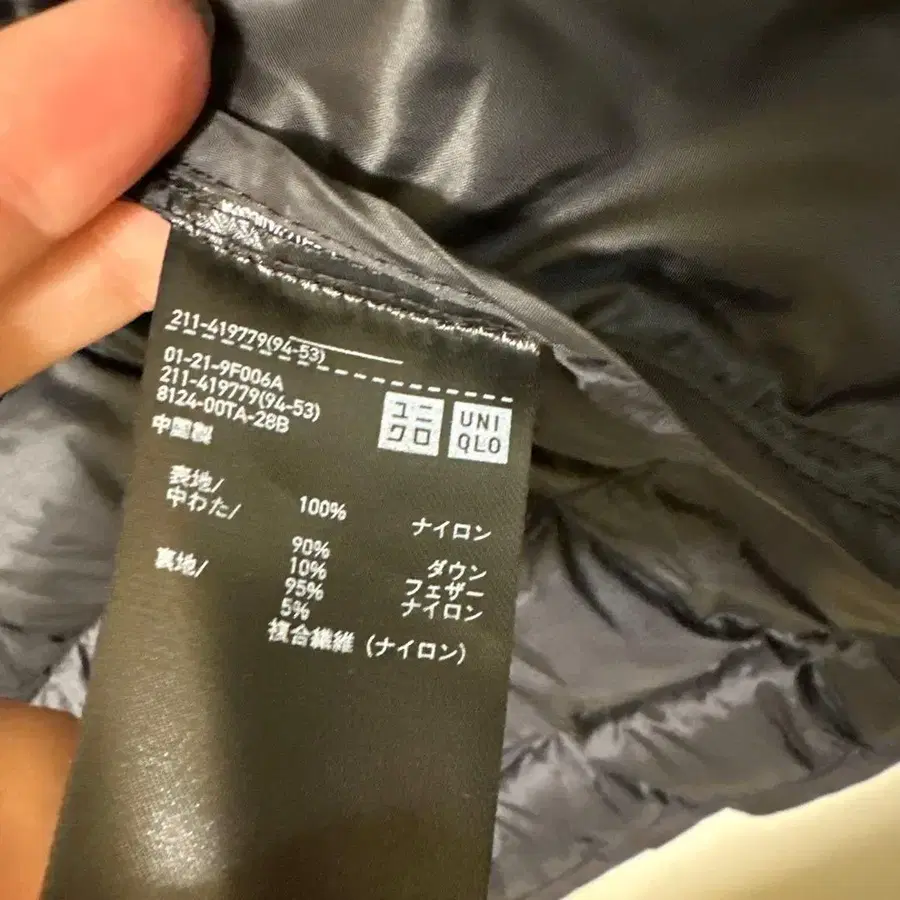 211-419779(94-53)
01-21-9F006A
211-419779(94-53)
8124-00TA-28B
中国製
ユニ
クロ
UNI
QLO
表地/ 100% ナイロン
中わた/ 90% ダウン
10% フェザー
裏地/ 95% ナイロン
5%
複合繊維 (ナイロン)